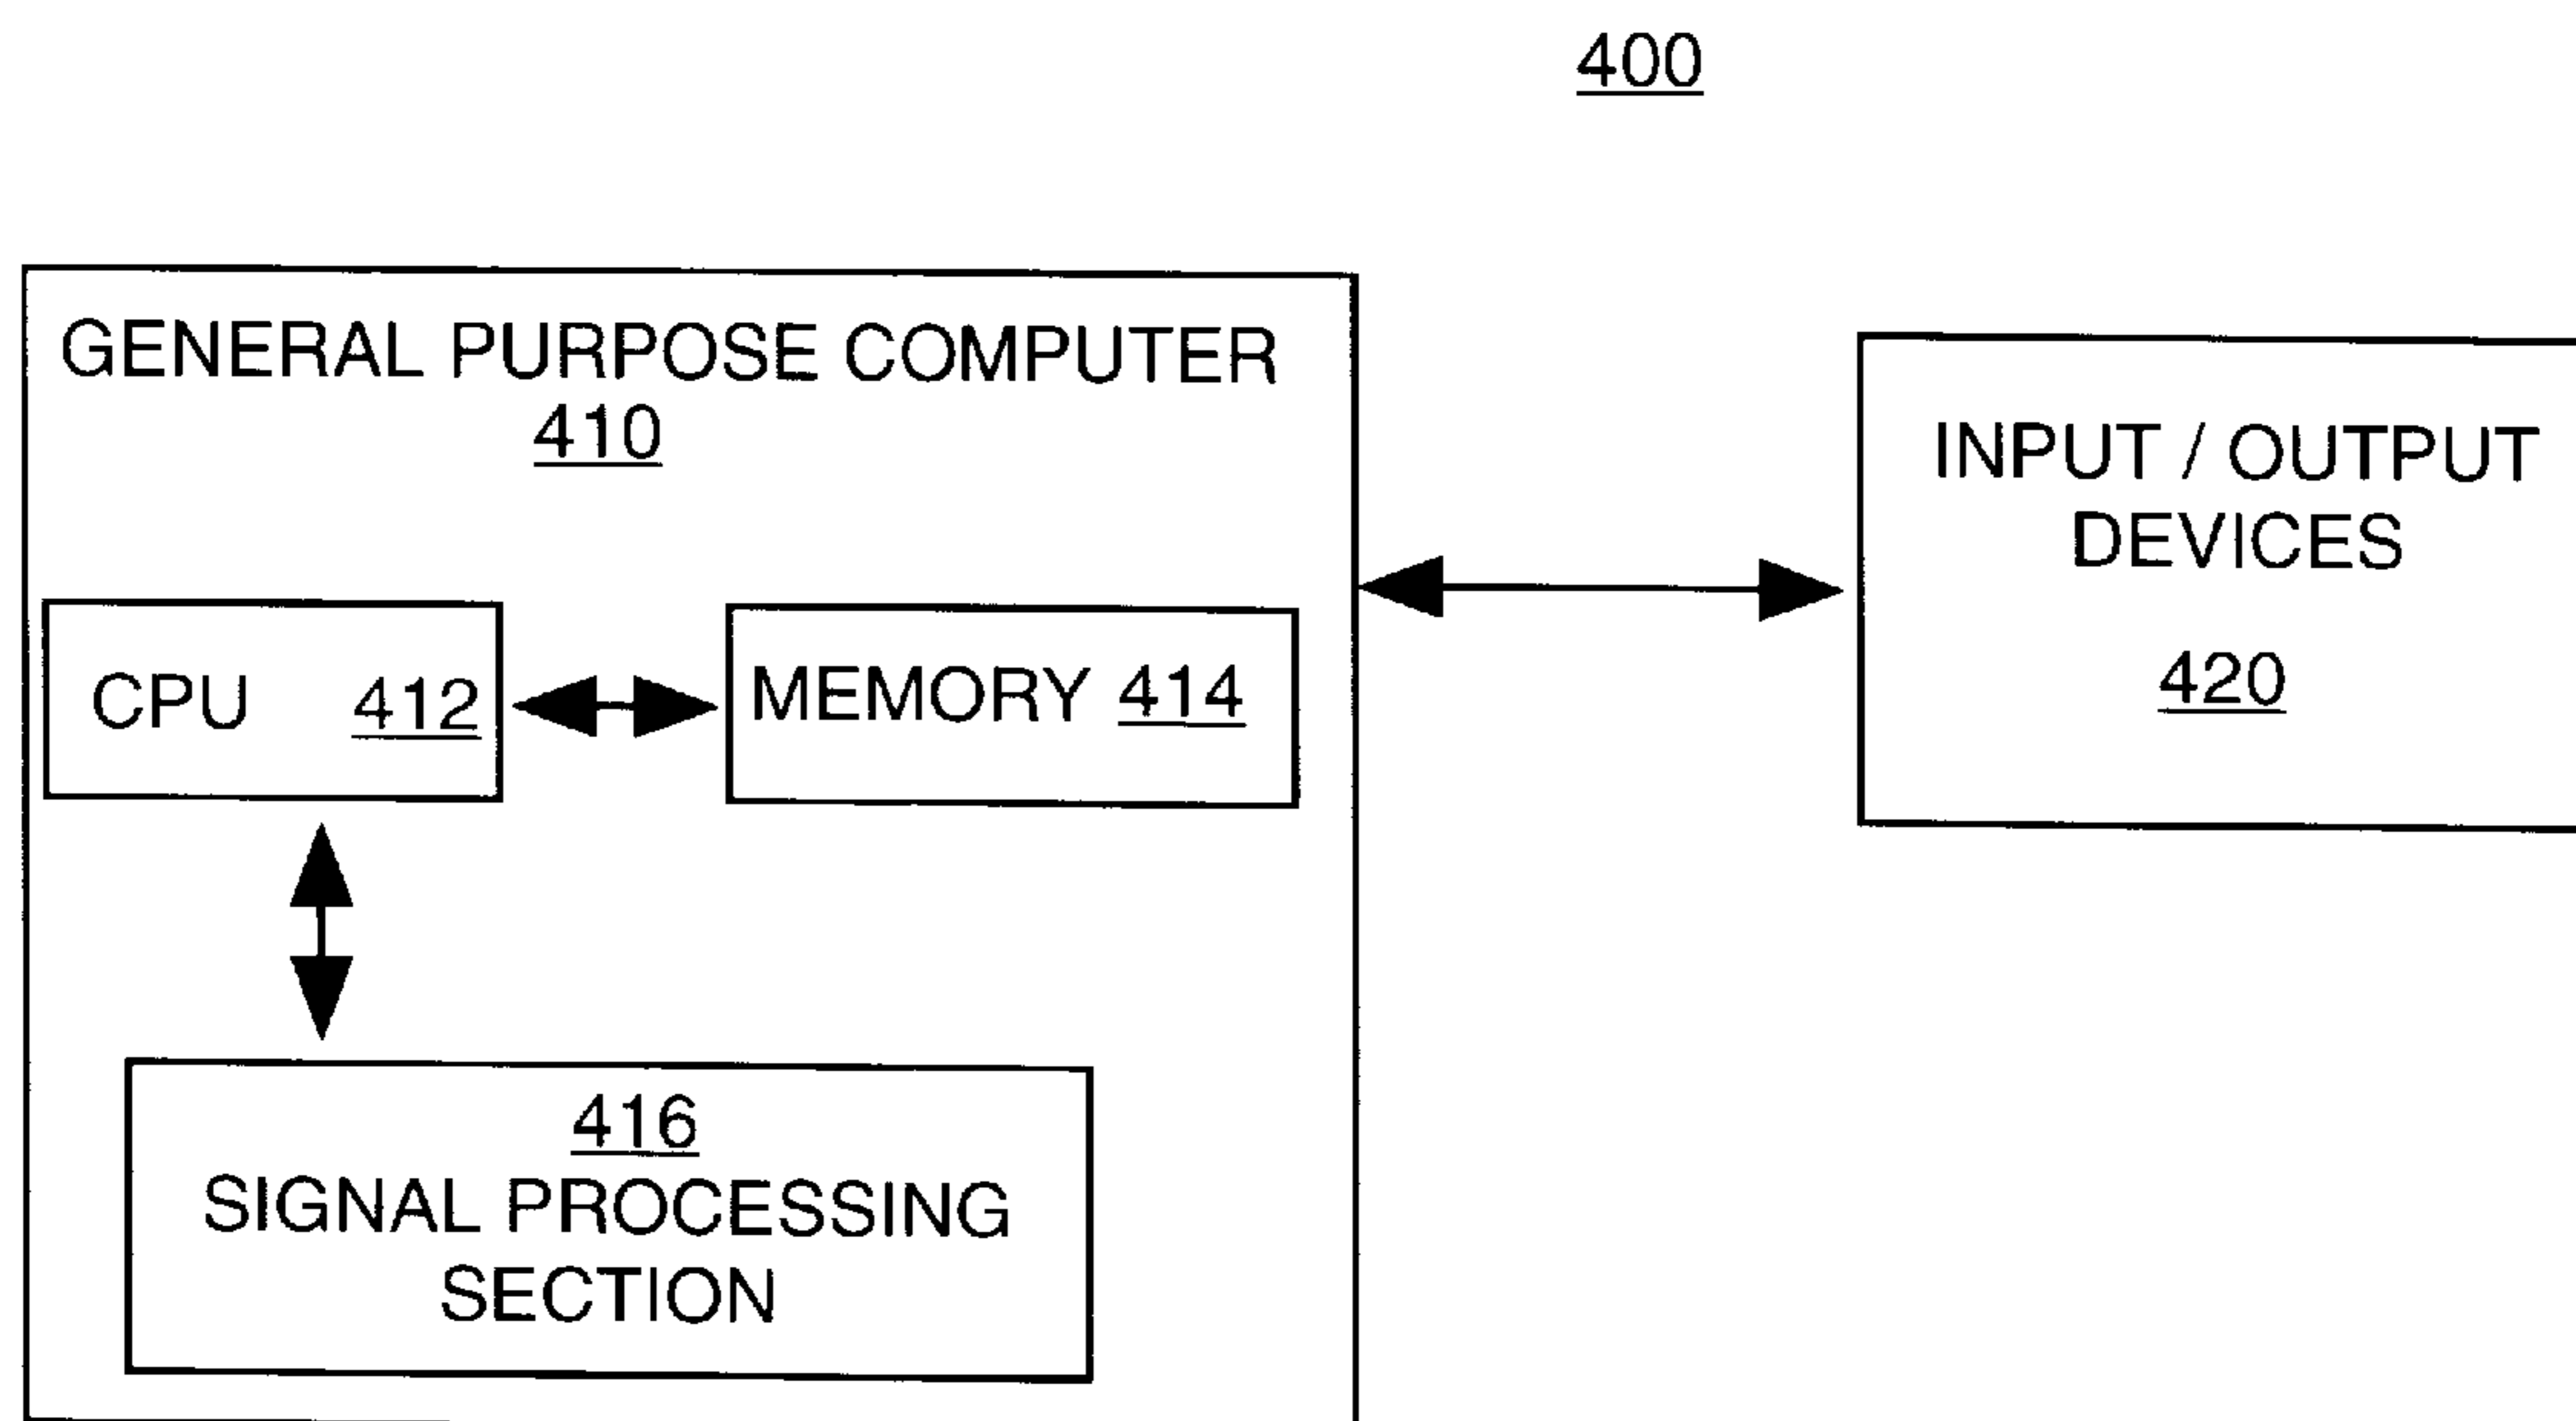 400
GENERAL PURPOSE COMPUTER
410
INPUT / OUTPUT
DEVICES
420
CPU 412
MEMORY 414
416
SIGNAL PROCESSING
SECTION